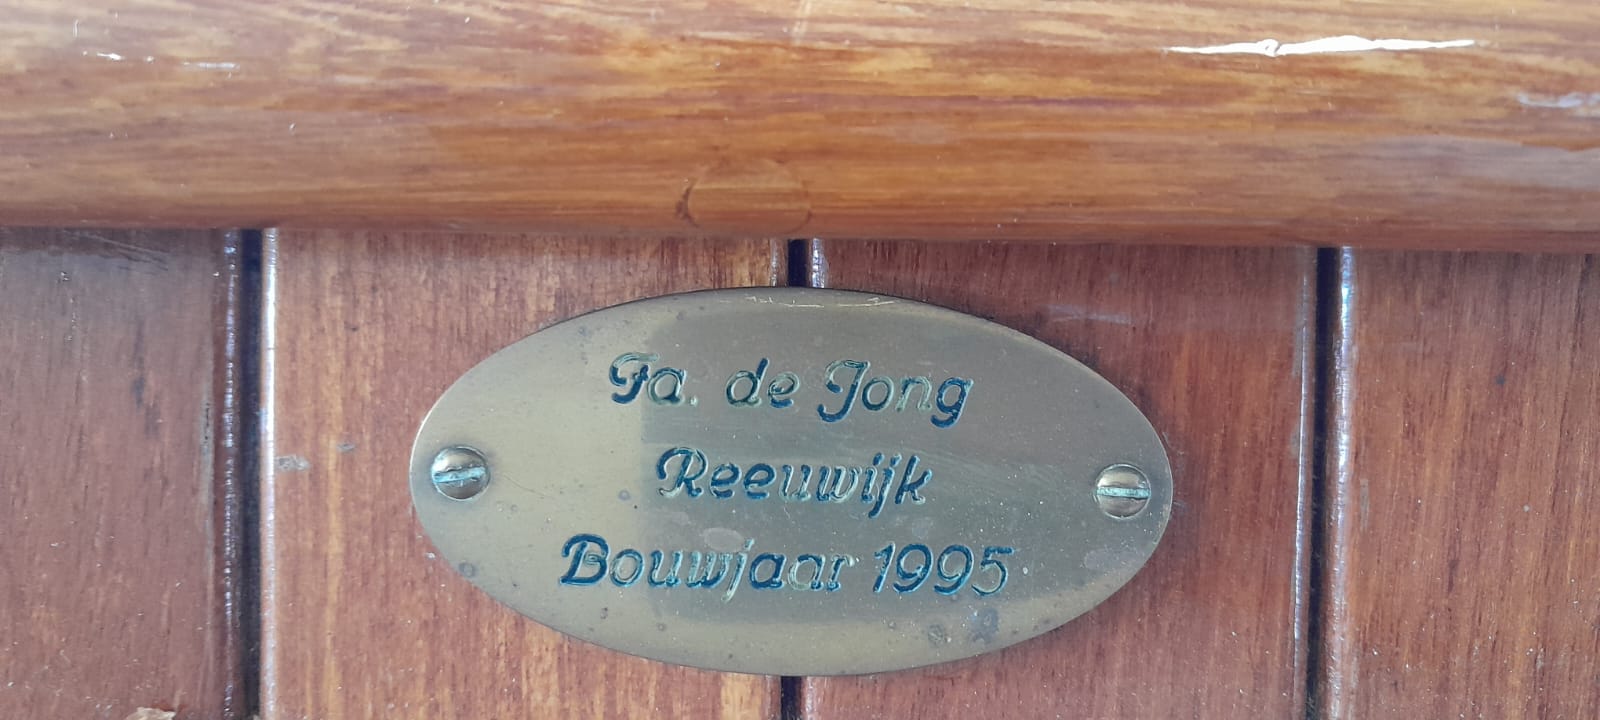 Fa. de Jong
Reeuwijk
Bouwjaar 1995